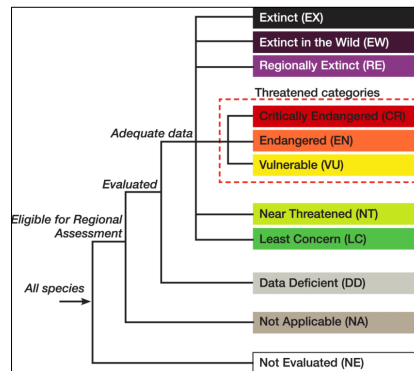 Extinct (EX)
Extinct in the Wild (EW)
Regionally Extinct (RE)
Threatened categories
Critically Endangered (CR)
Adequate data
Endangered (EN)
Vulnerable (VU)
Evaluated
Near Threatened (NT)
Eligible for Regional
Assessment
Least Concern (LC)
All species
Data Deficient (DD)
Not Applicable (NA)
Not Evaluated (NE)